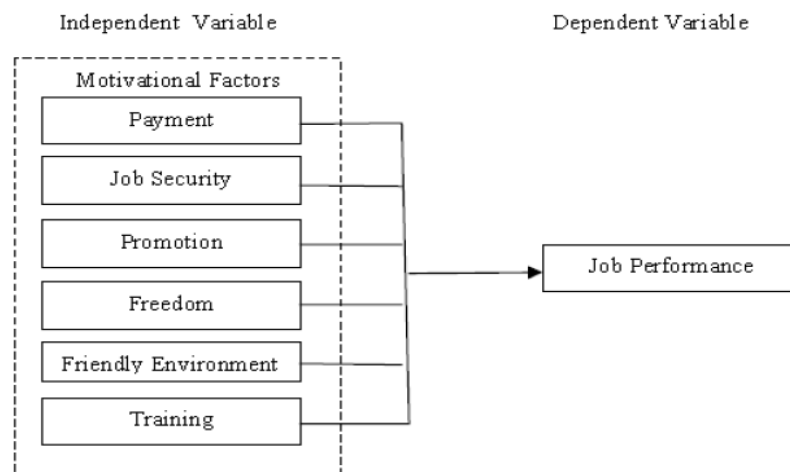 Independent Variable
Dependent Variable
Motivational Factors
Payment
Job Security
Promotion
Freedom
Friendly Environment
Training
Job Performance